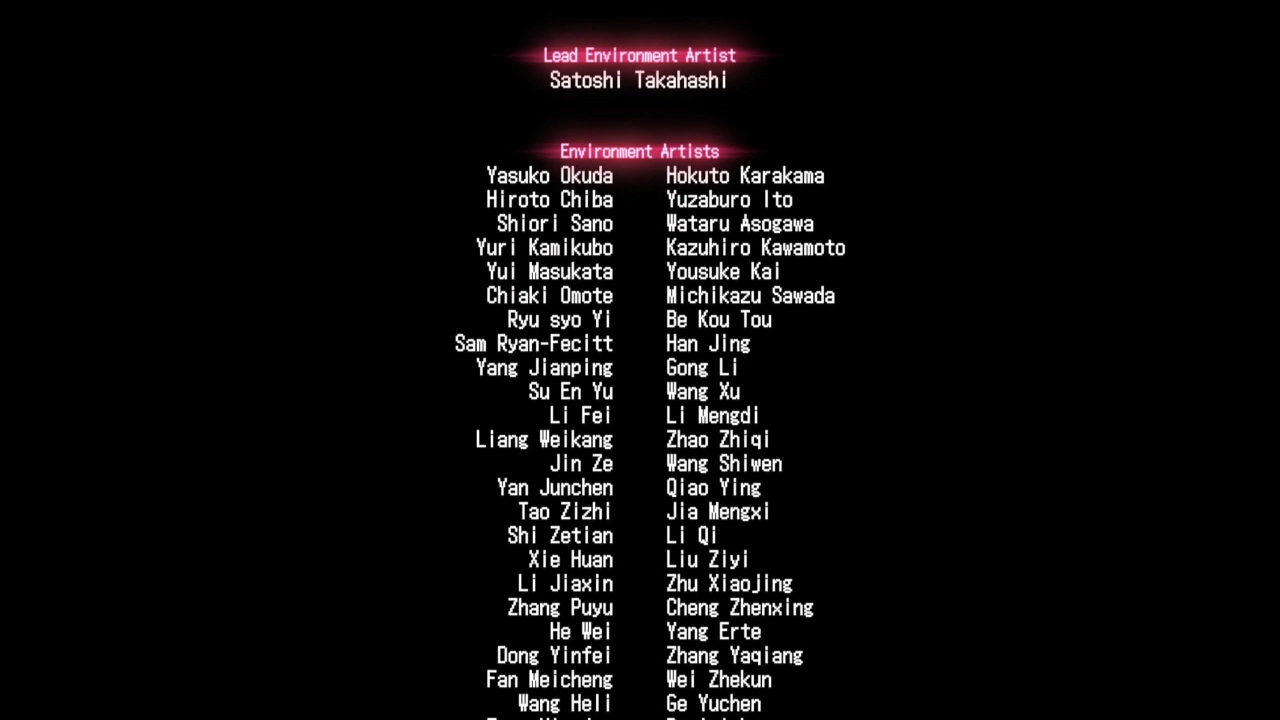 Lead Environment Artist
Satoshi Takahashi
Environment Artists
Yasuko Okuda Hokuto Karakama
Hiroto Chiba Yuzaburo Ito
Shiori Sano Wataru Asogawa
Yuri Kamikubo Kazuhiro Kawamoto
Yui Masukata Yousuke Kai
Chiaki Omote Michikazu Sawada
Ryu syo Yi Be Kou Tou
Sam Ryan-Fecitt Han Jing
Yang Jianping Gong Li
Su En Yu Wang Xu
Li Fei Li Mengdi
Liang Weikang Zhao Zhiqi
Jin Ze Wang Shiwen
Yan Junchen Qiao Ying
Tao Zizhi Jia Mengxi
Shi Zetian Li Qi
Xie Huan Liu Ziyi
Li Jiaxin Zhu Xiaojing
Zhang Puyu Cheng Zhenxing
He Wei Yang Erte
Dong Yinfei Zhang Yaqiang
Fan Meicheng Wei Zhekun
Wang Heli Ge Yuchen